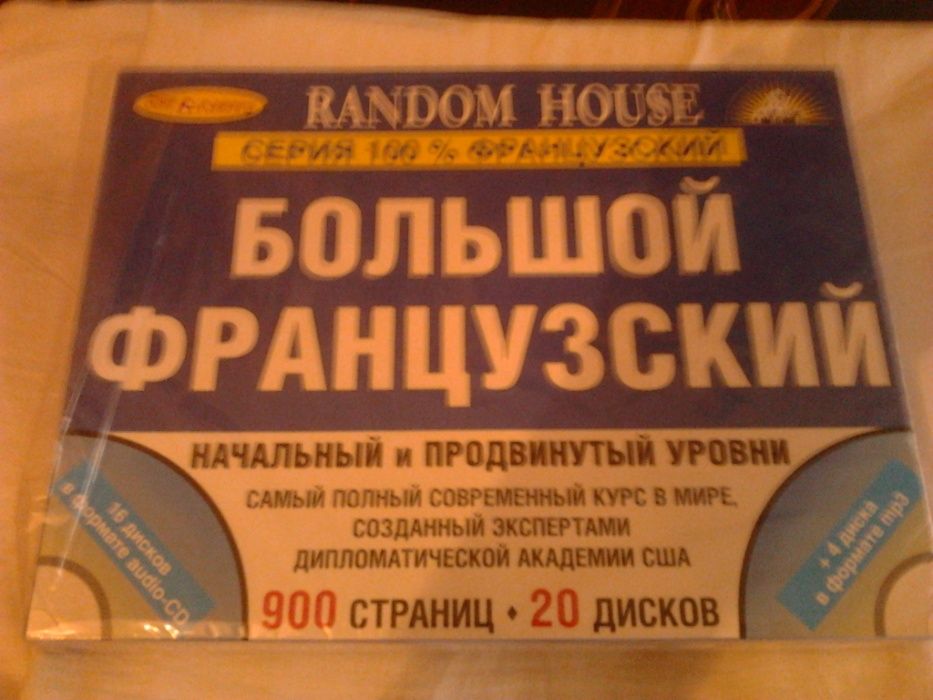 RANDOM HOUSE
СЕРИЯ 100 % ФРАНЦУЗСКИЙ
БОЛЬШОЙ
ФРАНЦУЗСКИЙ
НАЧАЛЬНЫЙ и ПРОДВИНУТЫЙ УРОВНИ
САМЫЙ ПОЛНЫЙ СОВРЕМЕННЫЙ КУРС В МИРЕ,
СОЗДАННЫЙ ЭКСПЕРТАМИ
ДИПЛОМАТИЧЕСКОЙ АКАДЕМИИ США
900 СТРАНИЦ • 20 ДИСКОВ
16 дисков
в формате audio-CD
+ 4 диска
в формате mp3